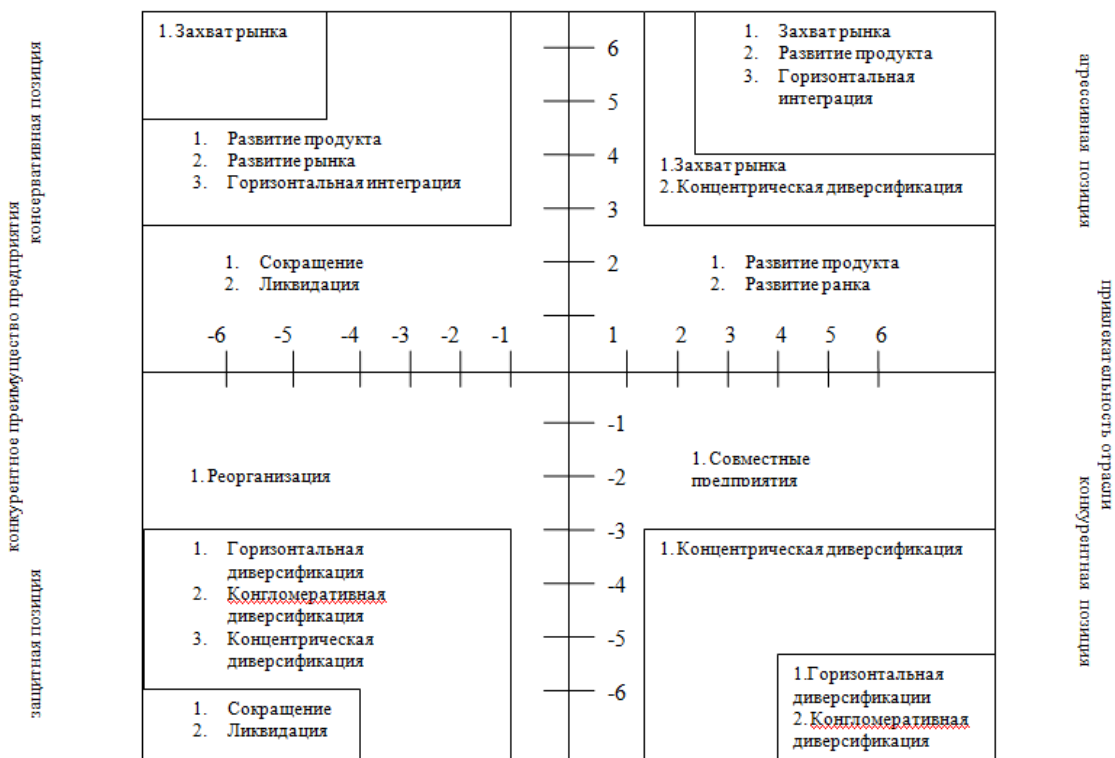 консервативная позиция
конкурентное преимущество предприятия
защитная позиция
1. Захват рынка
1. Развитие продукта
2. Развитие рынка
3. Горизонтальная интеграция
1. Сокращение
2. Ликвидация
6
5
4
3
2
1. Захват рынка
2. Развитие продукта
3. Горизонтальная
интеграция
1.Захват рынка
2. Концентрическая диверсификация
1. Развитие продукта
2. Развитие ранка
-6 -5 -4 -3 -2 -1 1 2 3 4 5 6
-1
-2
-3
-4
-5
-6
1. Реорганизация
1. Совместные
предприятия
1. Горизонтальная
диверсификация
2. Конгломеративная
диверсификация
3. Концентрическая
диверсификация
1. Сокращение
2. Ликвидация
1. Концентрическая диверсификация
1.Горизонтальная
диверсификации
2. Конгломеративная
диверсификация
агрессивная позиция
привлекательность отрасли
конкурентная позиция